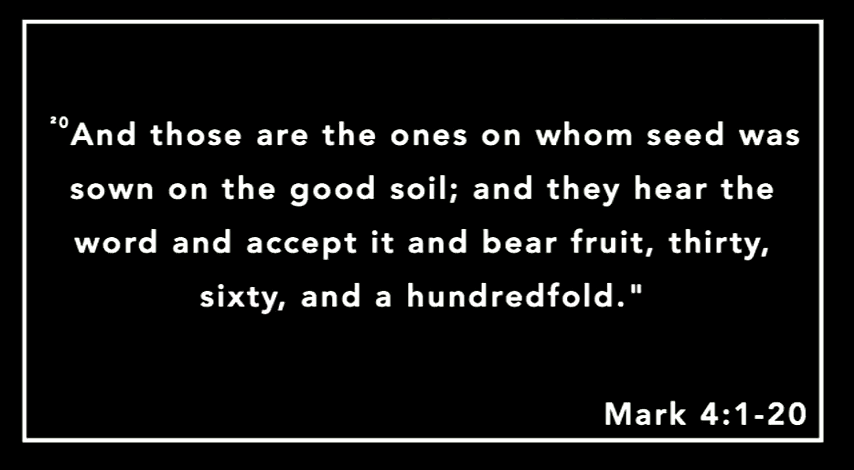 ²⁰And those are the ones on whom seed was
sown on the good soil; and they hear the
word and accept it and bear fruit, thirty,
sixty, and a hundredfold."
Mark 4:1-20